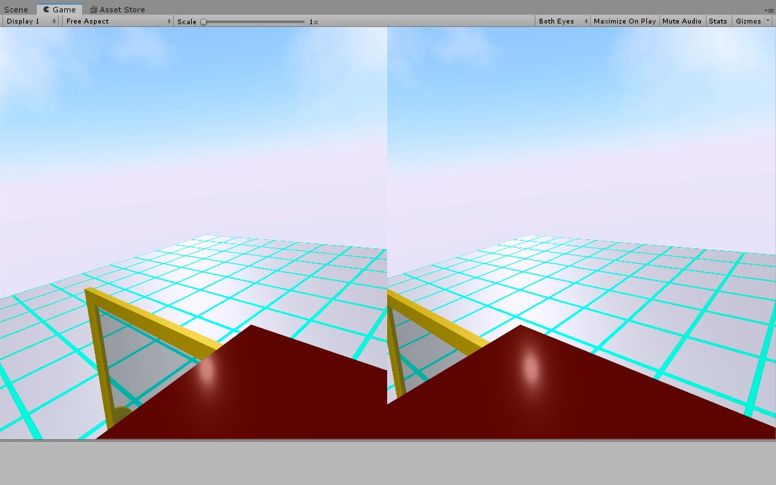 Scene Game Asset Store
Display 1 Free Aspect Scale 1x Both Eyes Maximize On Play Mute Audio Stats Gizmos